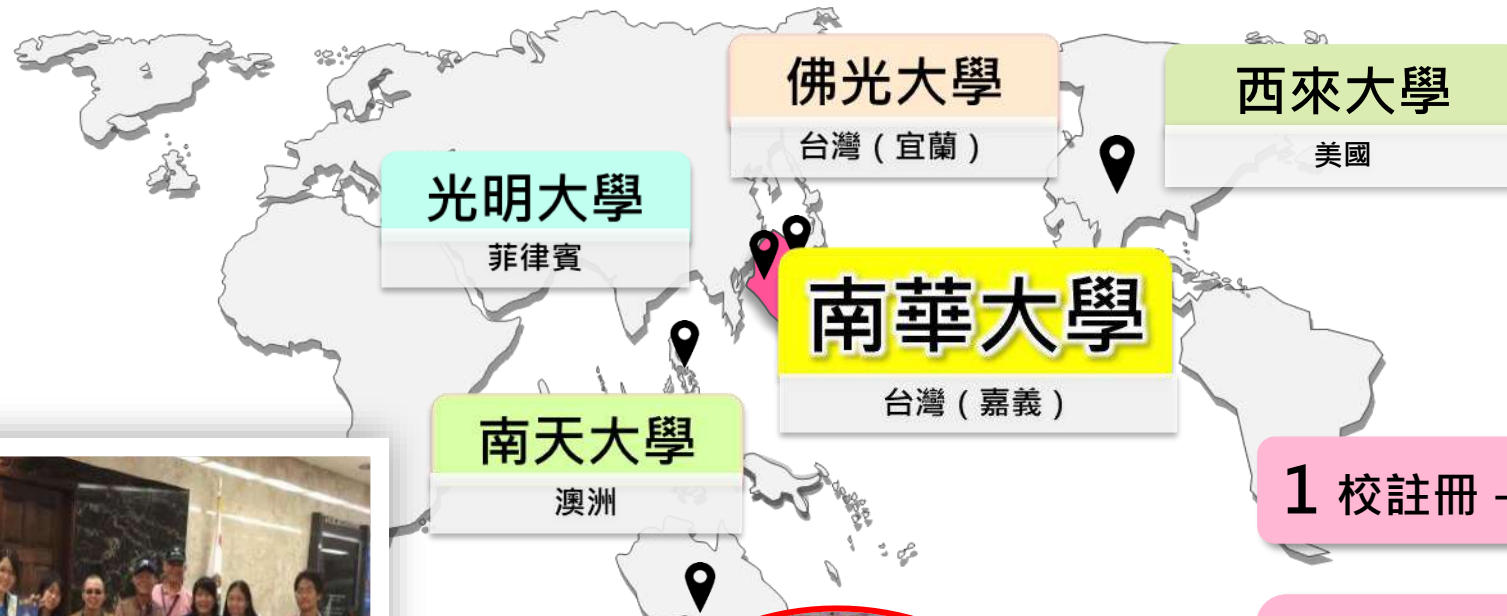 佛光大學
台灣（宜蘭）
西來大學
美國
光明大學
菲律賓
南華大學
台灣（嘉義）
南天大學
澳洲
1 校註冊 -